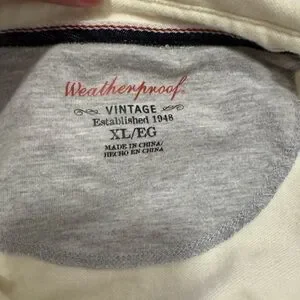 Weatherproof
VINTAGE
Established 1948
XL/EG
MADE IN CHINA/
HECHO EN CHINA